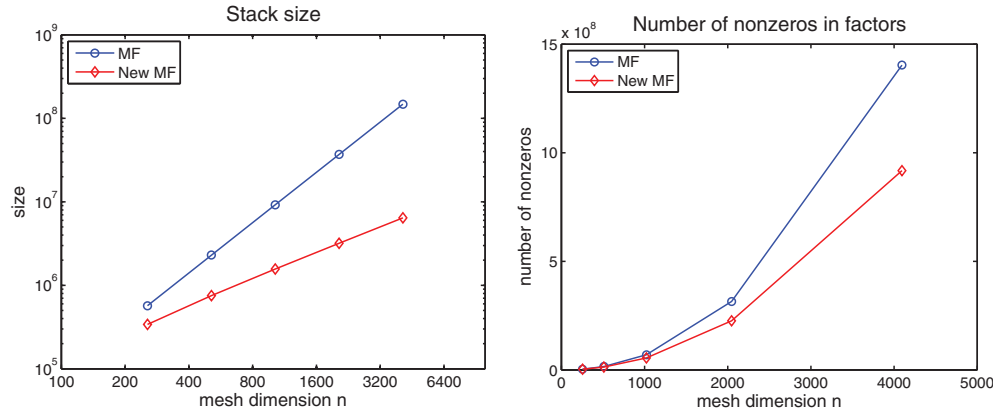 Stack size
10^9
MF
New MF
10^8
10^7
10^6
10^5
size
100 200 400 800 1600 3200 6400
mesh dimension n
Number of nonzeros in factors
x 10^8
15
MF
New MF
10
5
0
number of nonzeros
0 1000 2000 3000 4000 5000
mesh dimension n